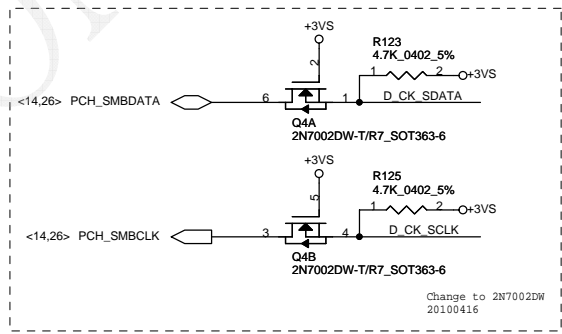 +3VS
R123
4.7K_0402_5%
2
1 2 +3VS
<14,26> PCH_SMBDATA 6 1 D_CK_SDATA
Q4A
2N7002DW-T/R7_SOT363-6
+3VS
R125
4.7K_0402_5%
5
1 2 +3VS
<14,26> PCH_SMBCLK 3 4 D_CK_SCLK
Q4B
2N7002DW-T/R7_SOT363-6
Change to 2N7002DW
20100416